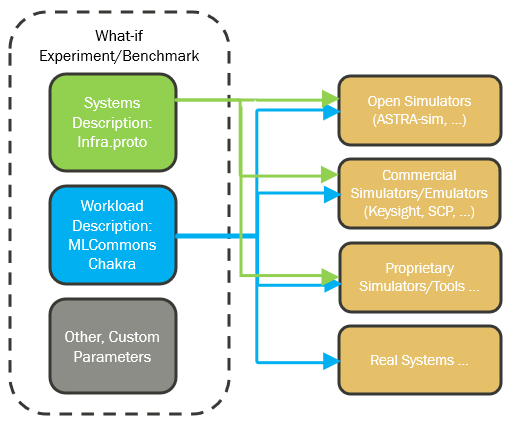 What-if
Experiment/Benchmark
Systems
Description:
Infra.proto
Workload
Description:
MLCommons
Chakra
Other, Custom
Parameters
Open Simulators
(ASTRA-sim, ...)
Commercial
Simulators/Emulators
(Keysight, SCP, ...)
Proprietary
Simulators/Tools ...
Real Systems ...